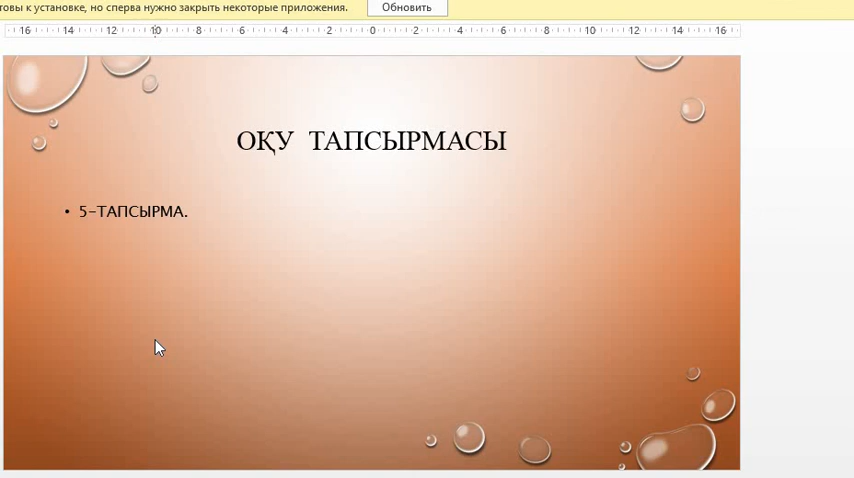 товы к установке, но сперва нужно закрыть некоторые приложения. Обновить
16 14 12 10 8 6 4 2 0 2 4 6 8 10 12 14 16
ОҚУ ТАПСЫРМАСЫ
• 5-ТАПСЫРМА.